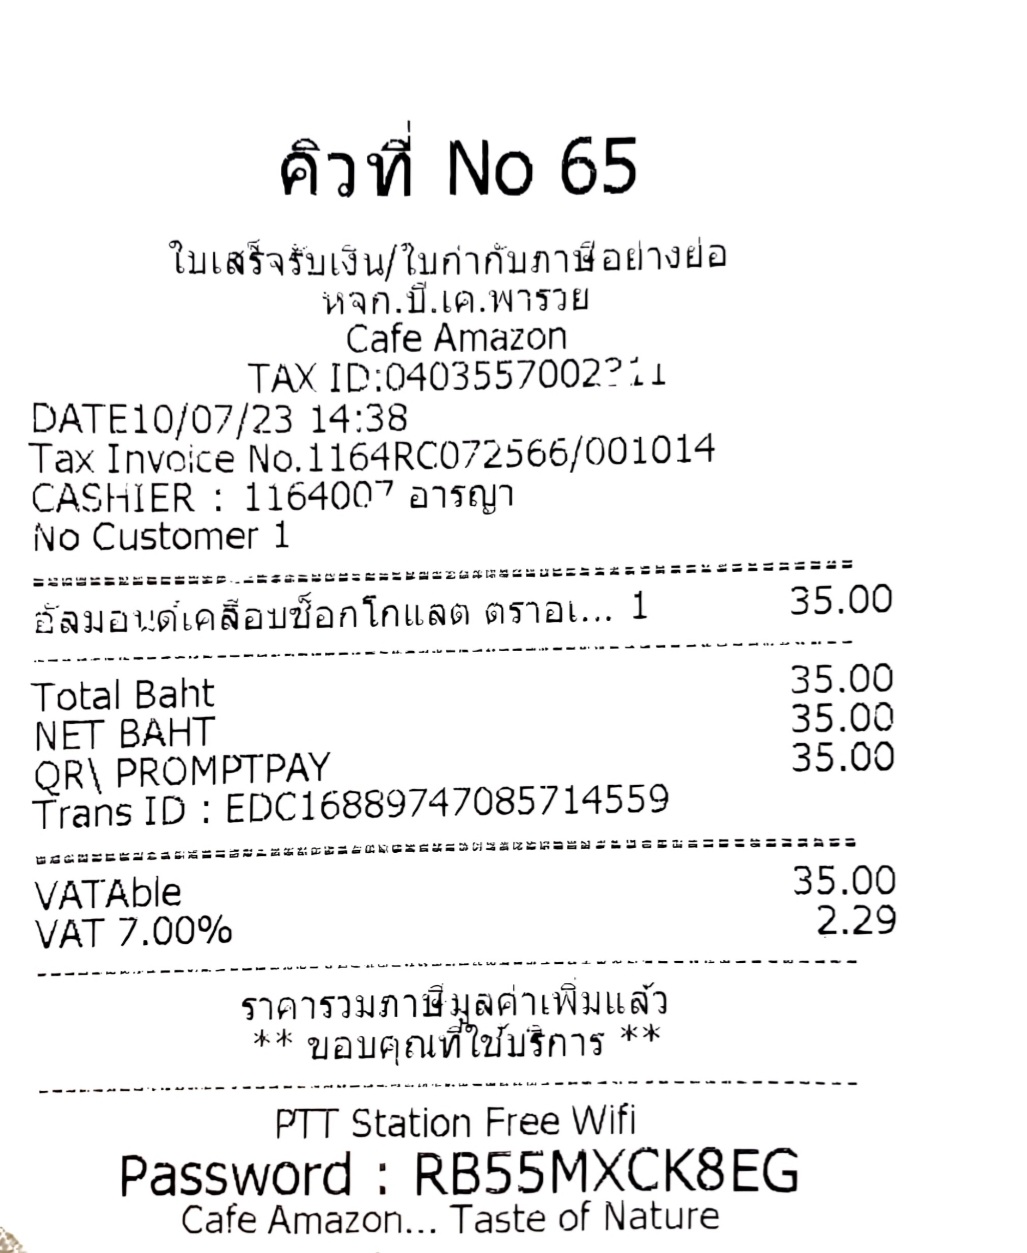 คิวที่ No 65
ใบเสร็จรับเงิน/ใบกำกับภาษีอย่างย่อ
หจก.บี.เค.พารวย
Cafe Amazon
TAX ID:
DATE10/07/23 14:38
Tax Invoice No.1164RC072566/001014
CASHIER : 1164007 อารญา
No Customer 1
อัลมอนด์เคลือบช็อกโกแลต ตราอเ... 1 35.00
Total Baht 35.00
NET BAHT 35.00
QR\ PROMPTPAY 35.00
Trans ID : EDC16889747085714559
VATAble 35.00
VAT 7.00% 2.29
ราคารวมภาษีมูลค่าเพิ่มแล้ว
** ขอบคุณที่ใช้บริการ **
PTT Station Free Wifi
Password : RB55MXCK8EG
Cafe Amazon... Taste of Nature